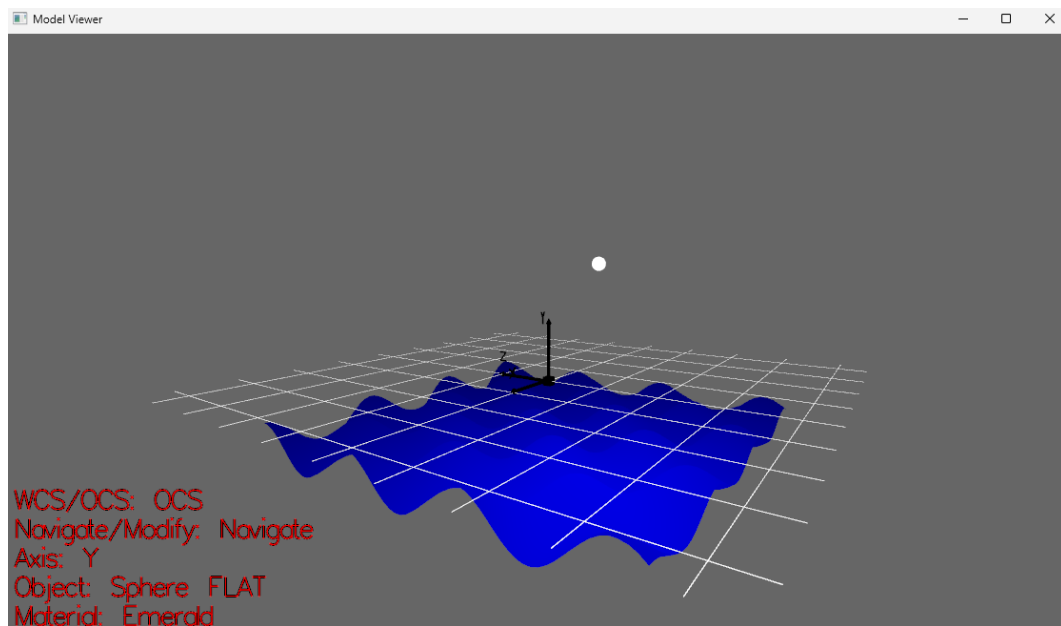 Model Viewer
Y
Z
WCS/OCS: OCS
Navigate/Modify: Navigate
Axis: Y
Object: Sphere FLAT
Material: Emerald